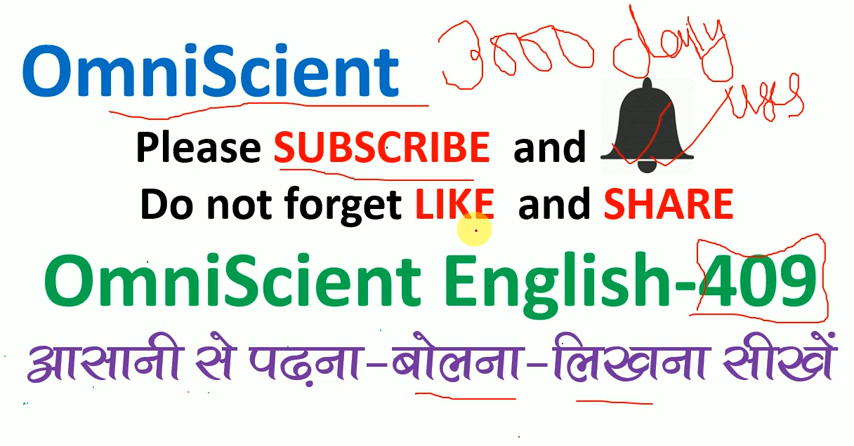 OmniScient 3000 daily
uses
Please SUBSCRIBE and
Do not forget LIKE and SHARE
OmniScient English-409
आसानी से पढ़ना-बोलना-लिखना सीखें